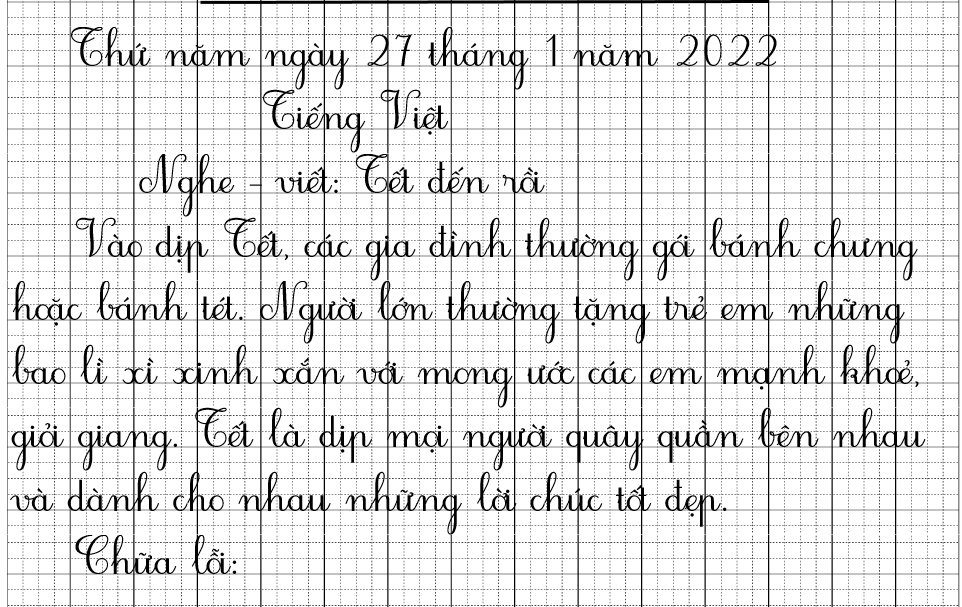 Thứ năm ngày 27 tháng 1 năm 2022
Tiếng Việt
Nghe - viết: Tết đến rồi
Vào dịp Tết, các gia đình thường gói bánh chưng
hoặc bánh tét. Người lớn thường tặng trẻ em những
bao lì xì xinh xắn với mong ước các em mạnh khoẻ,
giỏi giang. Tết là dịp mọi người quây quần bên nhau
và dành cho nhau những lời chúc tốt đẹp.
Chữa lỗi: